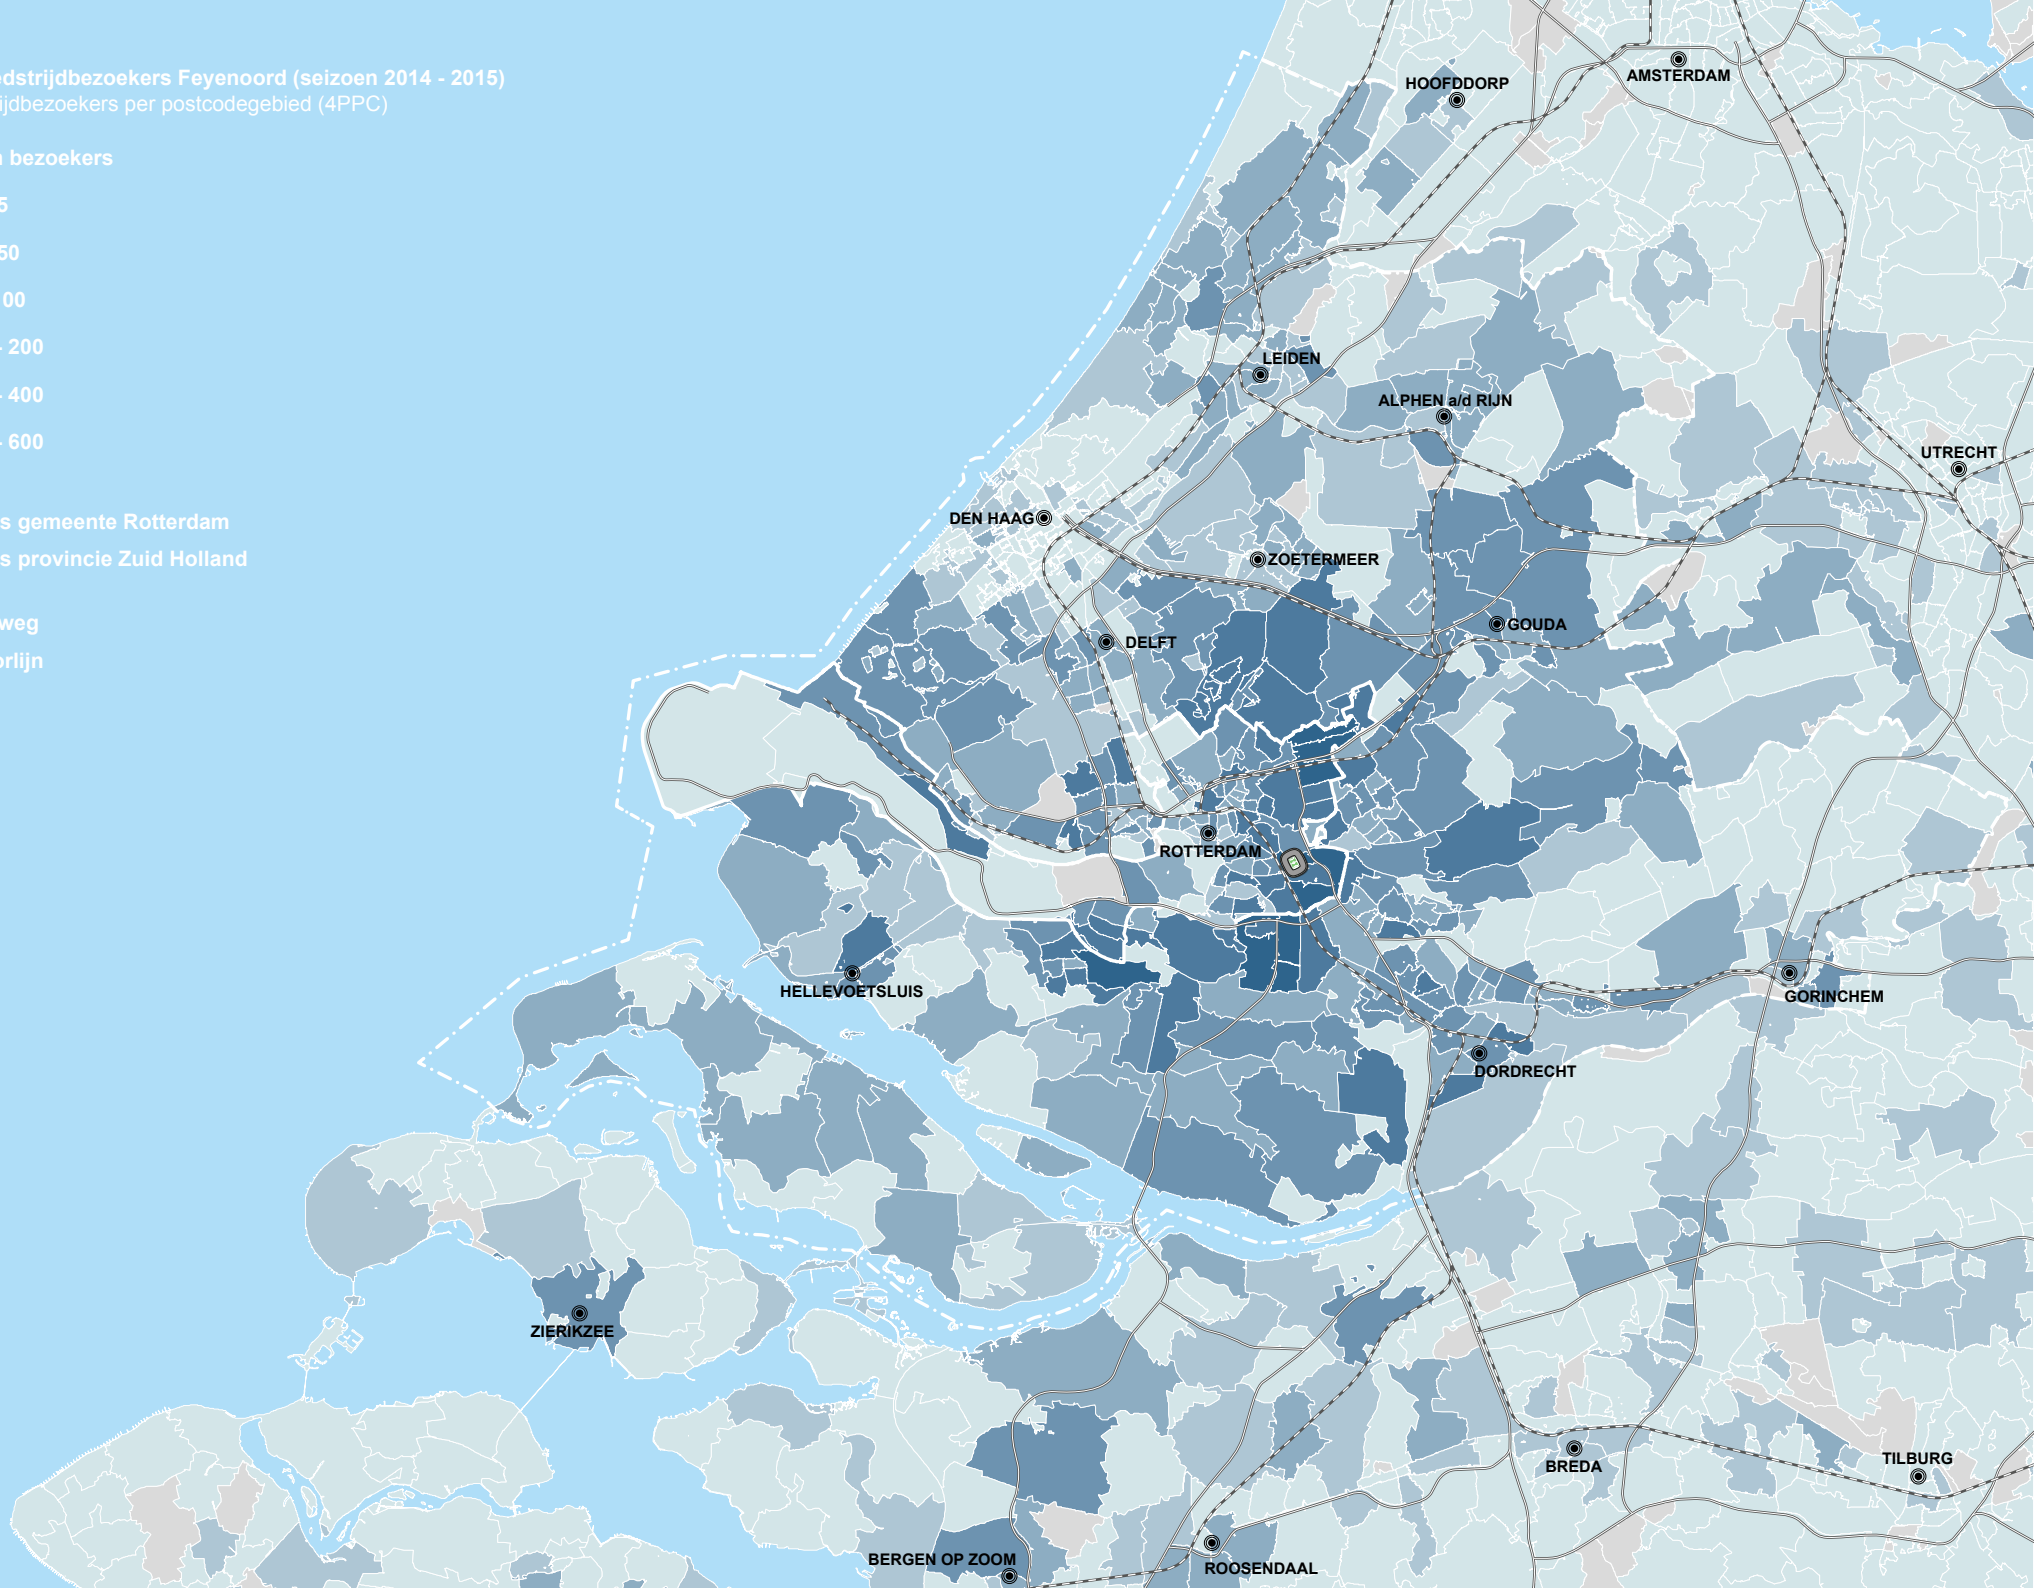 edstrijdbezoekers Feyenoord (seizoen 2014 - 2015)
ijdbezoekers per postcodegebied (4PPC)
n bezoekers
5
50
00
- 200
- 400
- 600
s gemeente Rotterdam
s provincie Zuid Holland
weg
orlijn
HOOFDDORP
AMSTERDAM
LEIDEN
ALPHEN a/d RIJN
UTRECHT
DEN HAAG
ZOETERMEER
GOUDA
DELFT
ROTTERDAM
HELLEVOETSLUIS
GORINCHEM
DORDRECHT
ZIERIKZEE
BREDA
TILBURG
BERGEN OP ZOOM
ROOSENDAAL